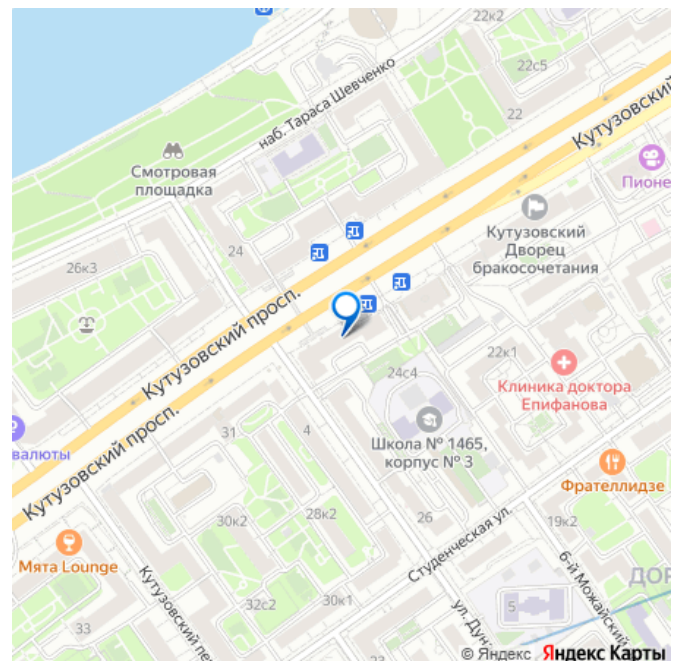 22к2
22с5
наб. Тараса Шевченко
22
Кутузовский
Смотровая
площадка
Пионе
Кутузовский
Дворец
бракосочетания
24
26к3
Кутузовский просп.
22к1
24с4
Клиника доктора
Епифанова
валюты
Кутузовский просп.
31
4
Школа № 1465,
корпус № 3
Фрателлидзе
30к2
28к2
26
19к2
Студенческая ул.
Мята Lounge
Кутузовский пе
6-й Можайский
ДОР
32с2
30к1
5
ул. Дун
33
© Яндекс Яндекс Карты